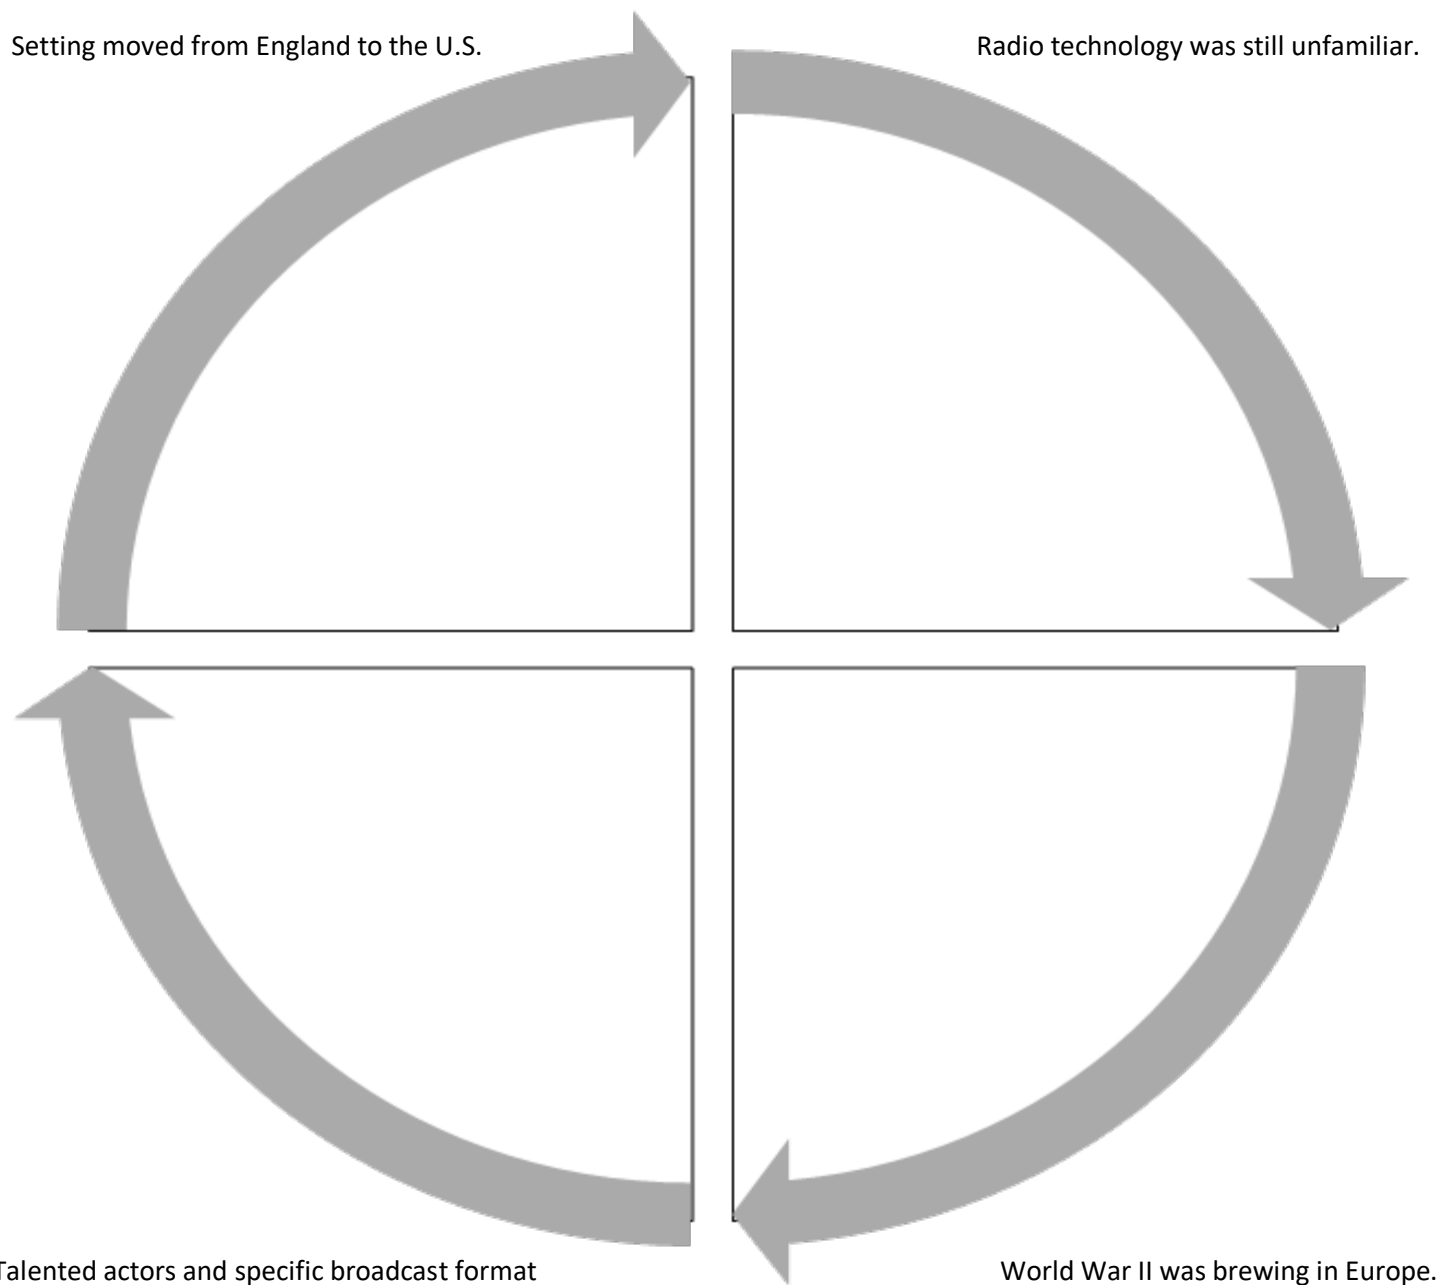 Setting moved from England to the U.S.
Radio technology was still unfamiliar.
Talented actors and specific broadcast format
World War II was brewing in Europe.